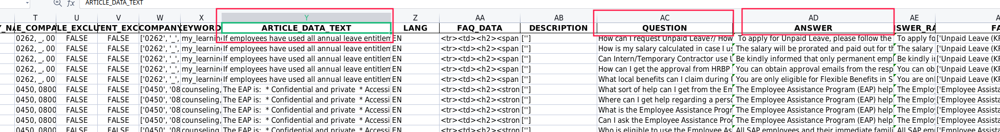 fx ARTICLE_DATA_TEXT
T U V W X Y Z AA AB AC AD AE
E_COMPA LE_EXCLU TENT_EXC COMPANY KEYWORD ARTICLE_DATA_TEXT LANG FAQ_DATA DESCRIPTION QUESTION ANSWER SWER_RA FA
0262, _, 00 FALSE FALSE ['0262', '_', my_learnin If employees have used all annual leave entitlem EN <tr><td><h2><span [''] How can I request Unpaid Leave?/ How To apply for Unpaid Leave, please follow the To apply fo ['Unpaid Leave (KR
0262, _, 00 FALSE FALSE ['0262', '_', my_learnin If employees have used all annual leave entitlem EN <tr><td><h2><span [''] How is my salary calculated in case I us The salary will be prorated and paid out for th The salary ['Unpaid Leave (KR
0262, _, 00 FALSE FALSE ['0262', '_', my_learnin If employees have used all annual leave entitlem EN <tr><td><h2><span [''] Can Intern/Temporary Contractor use U Be kindly informed that only permanent empl Be kindly i ['Unpaid Leave (KR
0262, _, 00 FALSE FALSE ['0262', '_', my_learnin If employees have used all annual leave entitlem EN <tr><td><h2><span [''] How can I get the approval from HRBP You can obtain approval emails from the resp You can ob ['Unpaid Leave (KR
0262, _, 00 FALSE FALSE ['0262', '_', my_learnin If employees have used all annual leave entitlem EN <tr><td><h2><span [''] What local benefits can I claim during You are only eligible for Flexible Benefits in S You are onl ['Unpaid Leave (KR
0450, 0800 FALSE FALSE ['0450', '08 counseling, The EAP is: * Confidential and private * Accessi EN <tr><td><h2><stron [''] What sort of help can I get from the Em The Employee Assistance Program (EAP) help The Employ ['Employee Assista
0450, 0800 FALSE FALSE ['0450', '08 counseling, The EAP is: * Confidential and private * Accessi EN <tr><td><h2><stron [''] Where can I get help regarding a perso The Employee Assistance Program (EAP) help The Employ ['Employee Assista
0450, 0800 FALSE FALSE ['0450', '08 counseling, The EAP is: * Confidential and private * Accessi EN <tr><td><h2><stron [''] What is the Employee Assistance Progr The Employee Assistance Program (EAP) help The Employ ['Employee Assista
0450, 0800 FALSE FALSE ['0450', '08 counseling, The EAP is: * Confidential and private * Accessi EN <tr><td><h2><stron [''] Can I ask the Employee Assistance Prog The Employee Assistance Program (EAP) help The Employ ['Employee Assista
0450, 0800 FALSE FALSE ['0450', '08 counseling, The EAP is: * Confidential and private * Accessi EN <tr><td><h2><stron [''] Who is eligible to use the Employee As All SAP employees and their immediate famili All SAP em ['Employee Assista